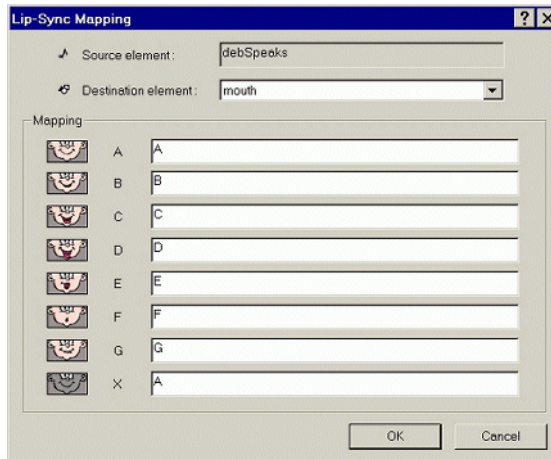 Lip-Sync Mapping
Source element: debSpeaks
Destination element: mouth
Mapping
A A
B B
C C
D D
E E
F F
G G
X A
OK Cancel